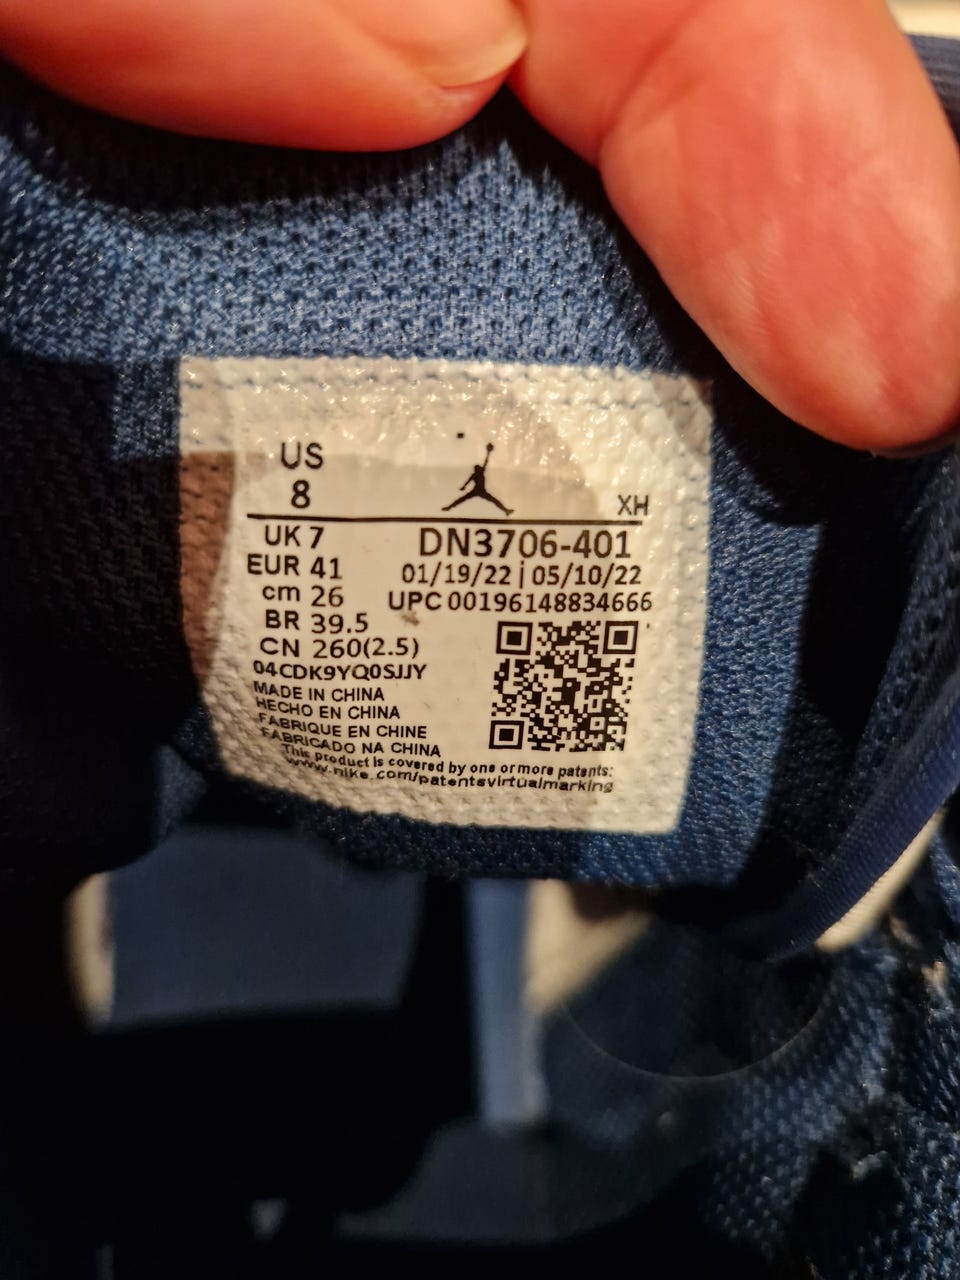 US
8
XH
UK 7
EUR 41
cm 26
BR 39.5
CN 260(2.5)
DN3706-401
01/19/22 | 05/10/22
UPC 00196148834666
04CDK9YQ0SJJY
MADE IN CHINA
HECHO EN CHINA
FABRIQUE EN CHINE
FABRICADO NA CHINA
This product is covered by one or more patents:
www.nike.com/patentsvirtualmarking